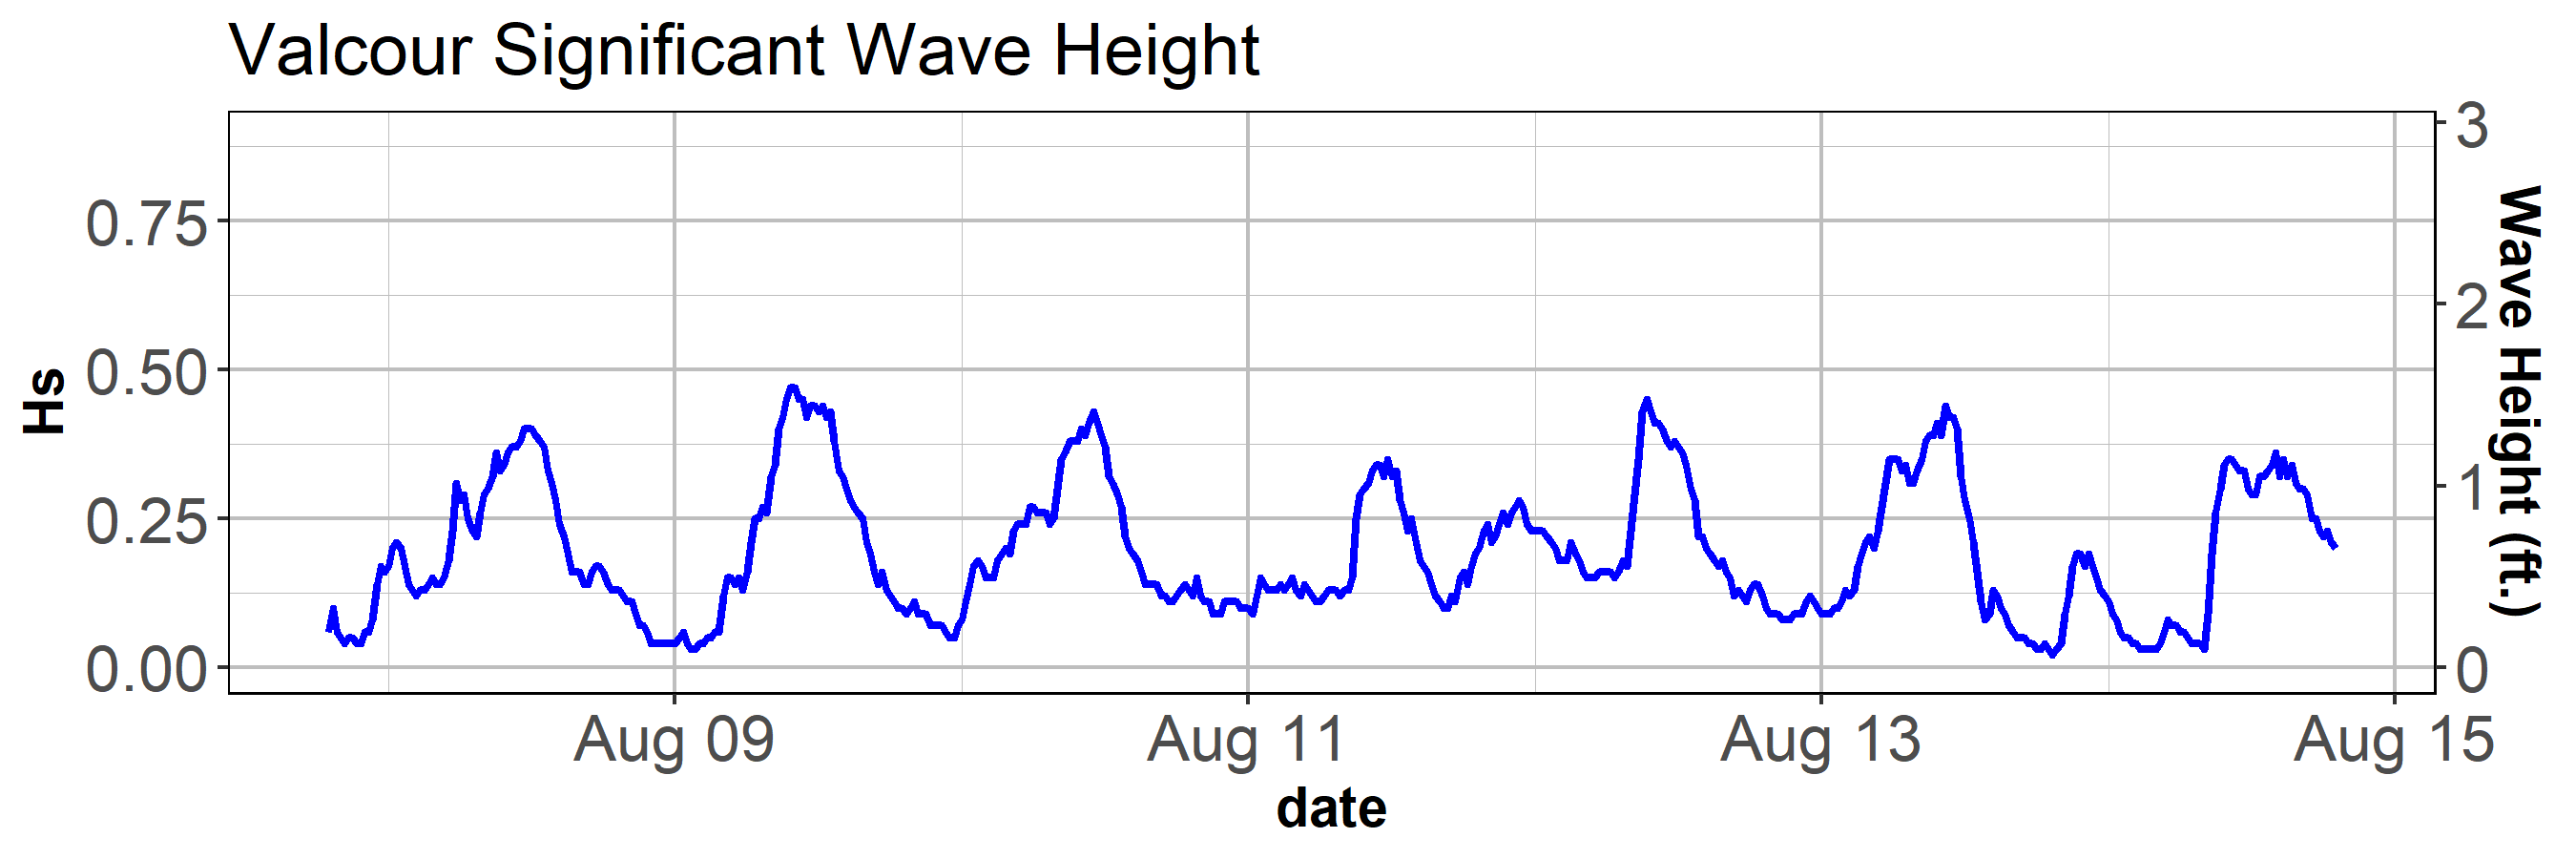 Valcour Significant Wave Height
Hs
0.75
0.50
0.25
0.00
3
2
1
0
Wave Height (ft.)
Aug 09
Aug 11
Aug 13
Aug 15
date